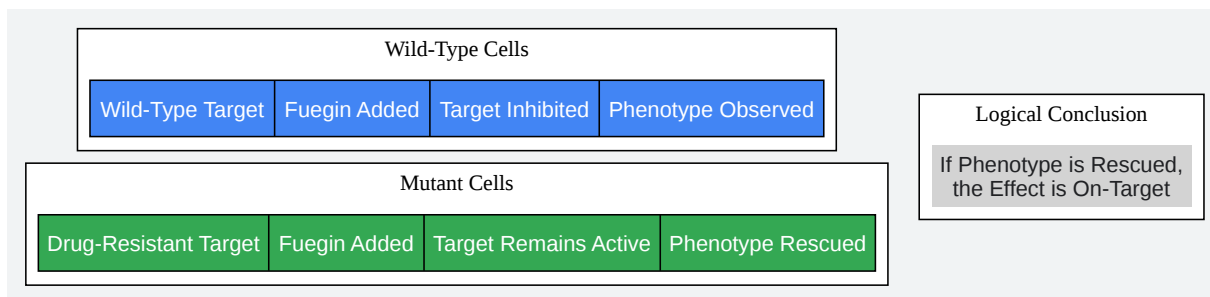 Wild-Type Cells
Wild-Type Target
Fuegin Added
Target Inhibited
Phenotype Observed
Mutant Cells
Drug-Resistant Target
Fuegin Added
Target Remains Active
Phenotype Rescued
Logical Conclusion
If Phenotype is Rescued,
the Effect is On-Target